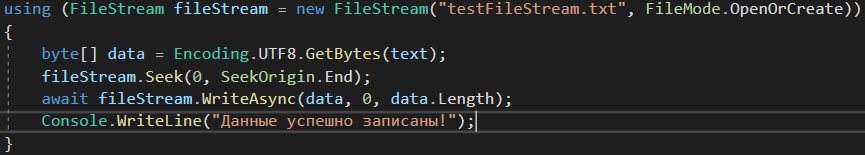 using (FileStream fileStream = new FileStream("testFileStream.txt", FileMode.OpenOrCreate))
{
    byte[] data = Encoding.UTF8.GetBytes(text);
    fileStream.Seek(0, SeekOrigin.End);
    await fileStream.WriteAsync(data, 0, data.Length);
    Console.WriteLine("Данные успешно записаны!");
}